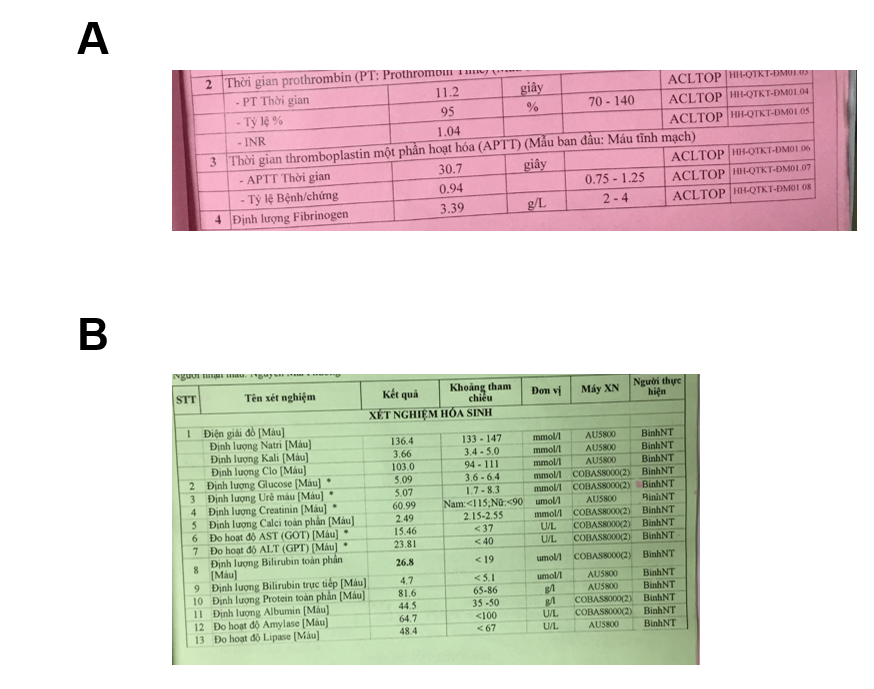 A
2 Thời gian prothrombin (PT: Prothrombin Time)
- PT Thời gian 11.2 giây ACLTOP
- Tỷ lệ % 95 % 70 - 140 ACLTOP HH-QTKT-ĐM01.04
- INR 1.04 ACLTOP HH-QTKT-ĐM01.05
3 Thời gian thromboplastin một phần hoạt hóa (APTT) (Mẫu ban đầu: Máu tĩnh mạch)
- APTT Thời gian 30.7 giây ACLTOP HH-QTKT-ĐM01.06
- Tỷ lệ Bệnh/chứng 0.94 0.75 - 1.25 ACLTOP HH-QTKT-ĐM01.07
4 Định lượng Fibrinogen 3.39 g/L 2 - 4 ACLTOP HH-QTKT-ĐM01.08
B
STT Tên xét nghiệm Kết quả Khoảng tham chiếu Đơn vị Máy XN Người thực hiện
XÉT NGHIỆM HÓA SINH
1 Điện giải đồ [Máu]
Định lượng Natri [Máu] 136.4 133 - 147 mmol/l AU5800 BinhNT
Định lượng Kali [Máu] 3.66 3.4 - 5.0 mmol/l AU5800 BinhNT
Định lượng Clo [Máu] 103.0 94 - 111 mmol/l AU5800 BinhNT
2 Định lượng Glucose [Máu] * 5.09 3.6 - 6.4 mmol/l COBAS8000(2) BinhNT
3 Định lượng Urê máu [Máu] * 5.07 1.7 - 8.3 mmol/l COBAS8000(2) BinhNT
4 Định lượng Creatinin [Máu] * 60.99 Nam:<115;Nữ:<90 umol/l AU5800 BinhNT
5 Định lượng Calci toàn phần [Máu] 2.49 2.15-2.55 mmol/l COBAS8000(2) BinhNT
6 Đo hoạt độ AST (GOT) [Máu] * 15.46 < 37 U/L COBAS8000(2) BinhNT
7 Đo hoạt độ ALT (GPT) [Máu] * 23.81 < 40 U/L COBAS8000(2) BinhNT
8 Định lượng Bilirubin toàn phần [Máu] 26.8 < 19 umol/l COBAS8000(2) BinhNT
9 Định lượng Bilirubin trực tiếp [Máu] 4.7 < 5.1 umol/l AU5800 BinhNT
10 Định lượng Protein toàn phần [Máu] 81.6 65-86 g/l AU5800 BinhNT
11 Định lượng Albumin [Máu] 44.5 35 -50 g/l COBAS8000(2) BinhNT
12 Đo hoạt độ Amylase [Máu] 64.7 <100 U/L COBAS8000(2) BinhNT
13 Đo hoạt độ Lipase [Máu] 48.4 < 67 U/L AU5800 BinhNT